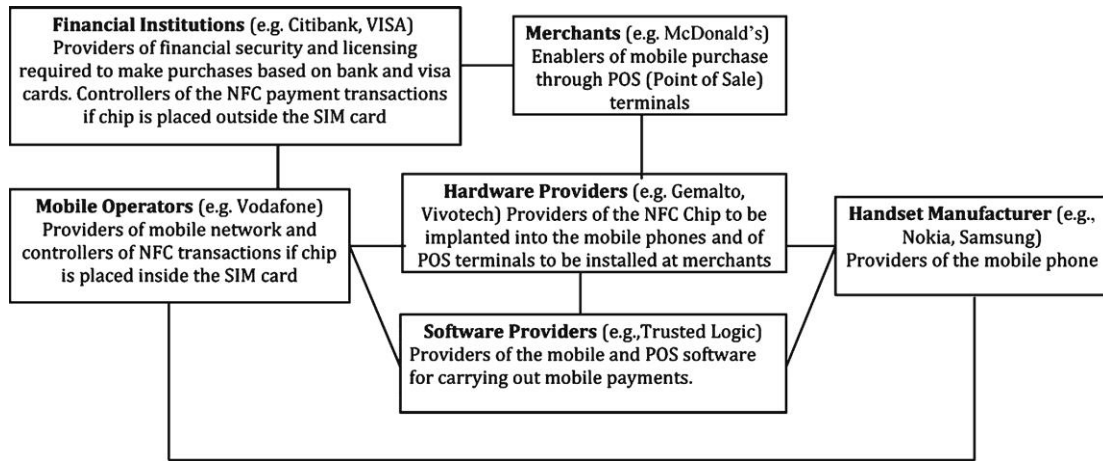 Financial Institutions (e.g. Citibank, VISA)
Providers of financial security and licensing
required to make purchases based on bank and visa
cards. Controllers of the NFC payment transactions
if chip is placed outside the SIM card
Merchants (e.g. McDonald's)
Enablers of mobile purchase
through POS (Point of Sale)
terminals
Mobile Operators (e.g. Vodafone)
Providers of mobile network and
controllers of NFC transactions if chip
is placed inside the SIM card
Hardware Providers (e.g. Gemalto,
Vivotech) Providers of the NFC Chip to be
implanted into the mobile phones and of
POS terminals to be installed at merchants
Handset Manufacturer (e.g.,
Nokia, Samsung)
Providers of the mobile phone
Software Providers (e.g.,Trusted Logic)
Providers of the mobile and POS software
for carrying out mobile payments.